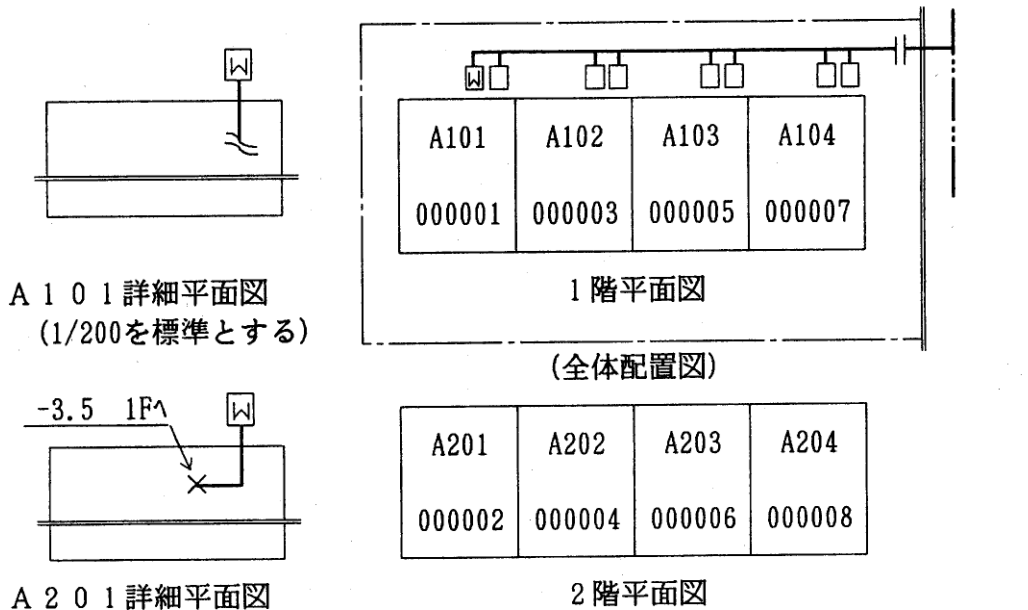 W
A１０１詳細平面図
(1/200を標準とする)
W
A101 A102 A103 A104
000001 000003 000005 000007
１階平面図
(全体配置図)
-3.5 1Fへ
W
A２０１詳細平面図
A201 A202 A203 A204
000002 000004 000006 000008
２階平面図